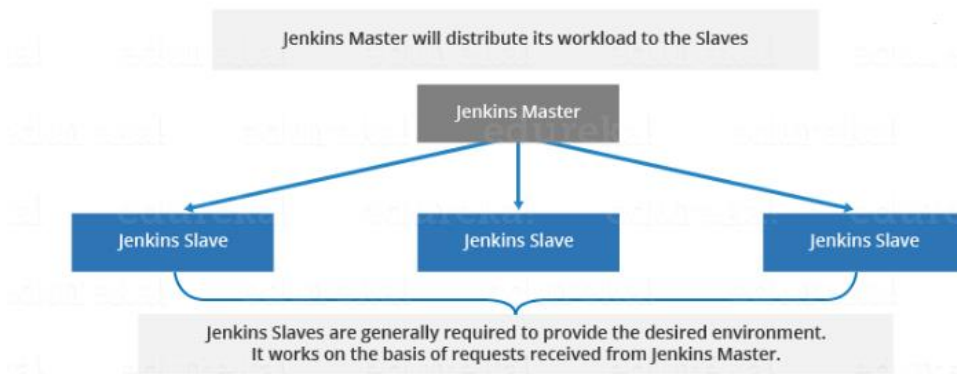 Jenkins Master will distribute its workload to the Slaves
Jenkins Master
edureka!
Jenkins Slave
Jenkins Slave
Jenkins Slave
Jenkins Slaves are generally required to provide the desired environment.
It works on the basis of requests received from Jenkins Master.